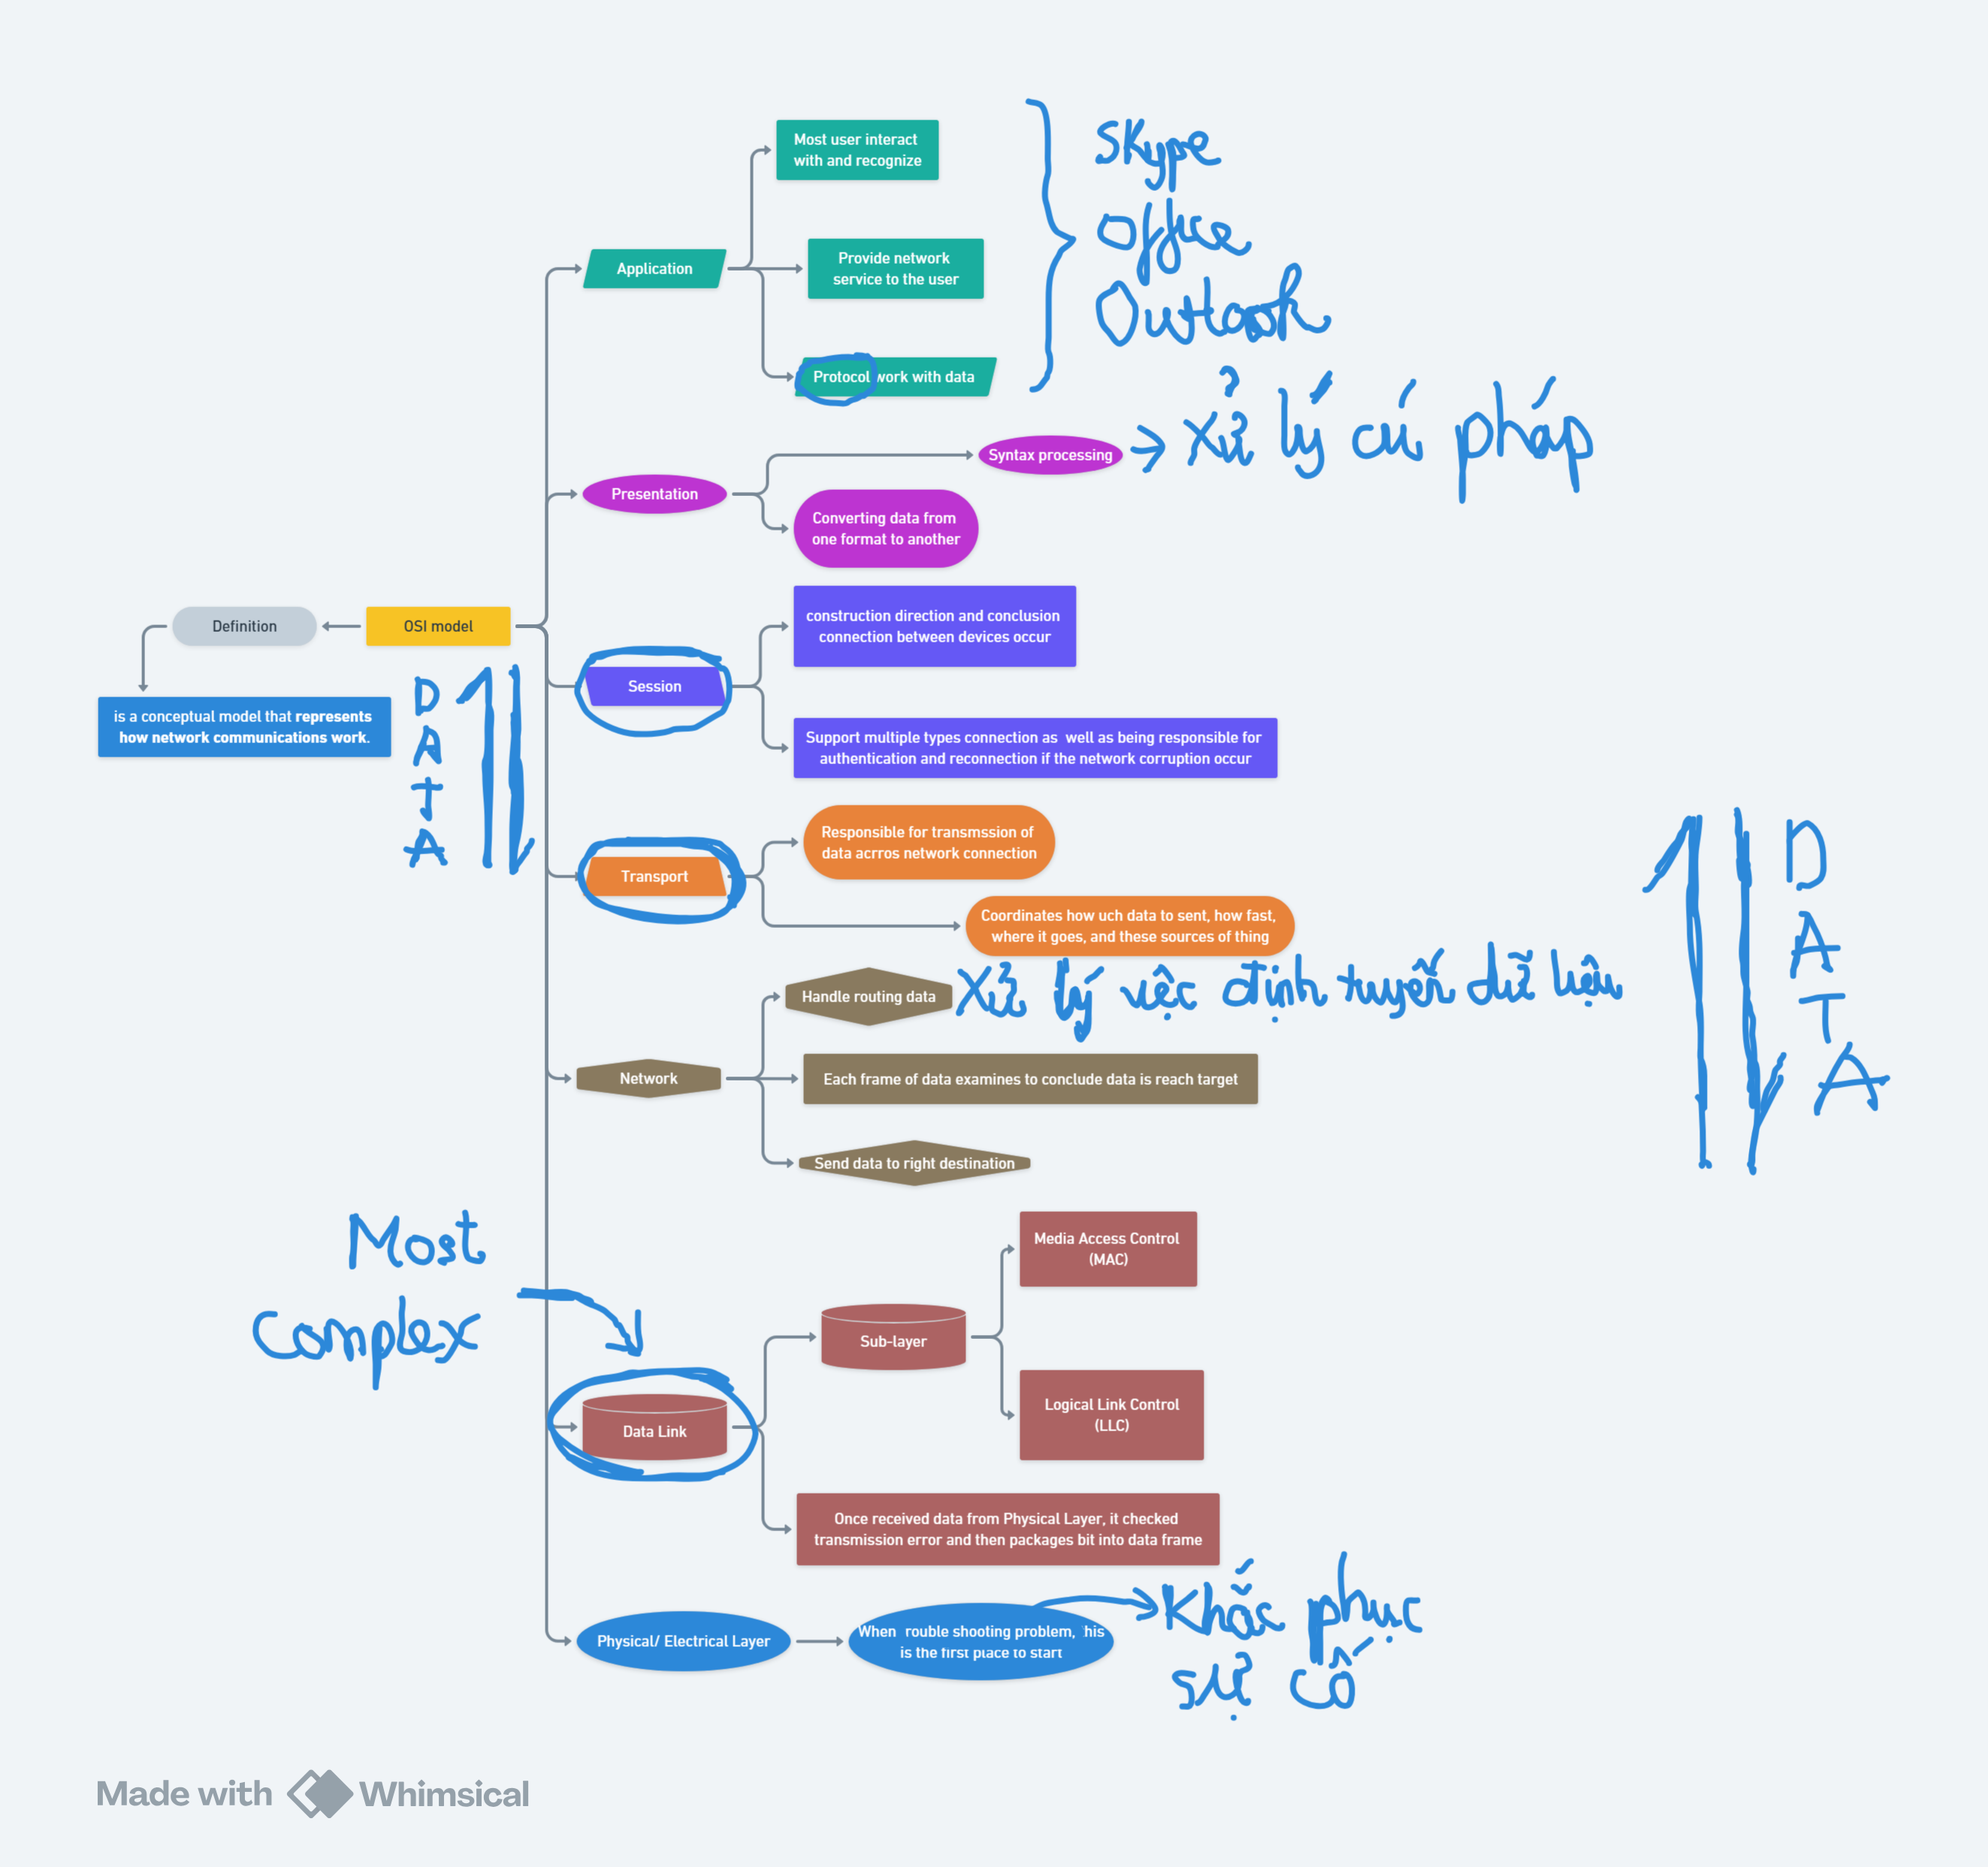 Most user interact
with and recognize
Skype
Office
Outlook
Application
Provide network
service to the user
Protocol work with data
Presentation
Syntax processing
xử lý cú pháp
Converting data from
one format to another
Definition
OSI model
is a conceptual model that represents
how network communications work.
D
A
T
A
Session
construction direction and conclusion
connection between devices occur
Support multiple types connection as well as being responsible for
authentication and reconnection if the network corruption occur
Transport
Responsible for transmssion of
data acrros network connection
Coordinates how uch data to sent, how fast,
where it goes, and these sources of thing
D
A
T
A
Network
Handle routing data
Xử lý việc định tuyến dữ liệu
Each frame of data examines to conclude data is reach target
Send data to right destination
Most
Complex
Data Link
Sub-layer
Media Access Control
(MAC)
Logical Link Control
(LLC)
Once received data from Physical Layer, it checked
transmission error and then packages bit into data frame
Physical/ Electrical Layer
When rouble shooting problem, his
is the first place to start
Khắc phục
sự cố
Made with Whimsical